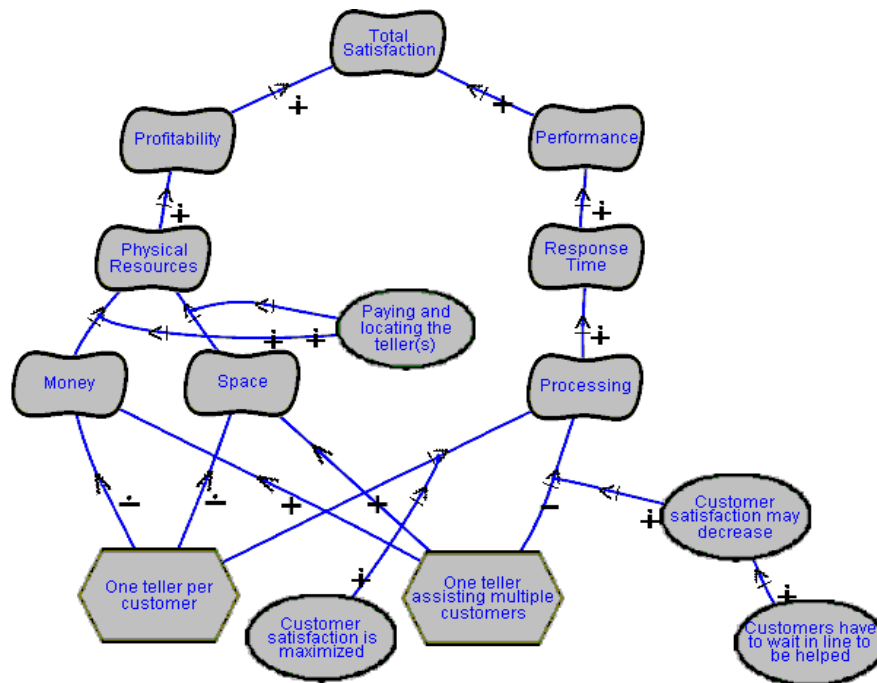 Total
Satisfaction
Profitability
Performance
Physical
Resources
Response
Time
Paying and
locating the
teller(s)
Money
Space
Processing
Customer
satisfaction may
decrease
One teller per
customer
One teller
assisting multiple
customers
Customer
satisfaction is
maximized
Customers have
to wait in line to
be helped